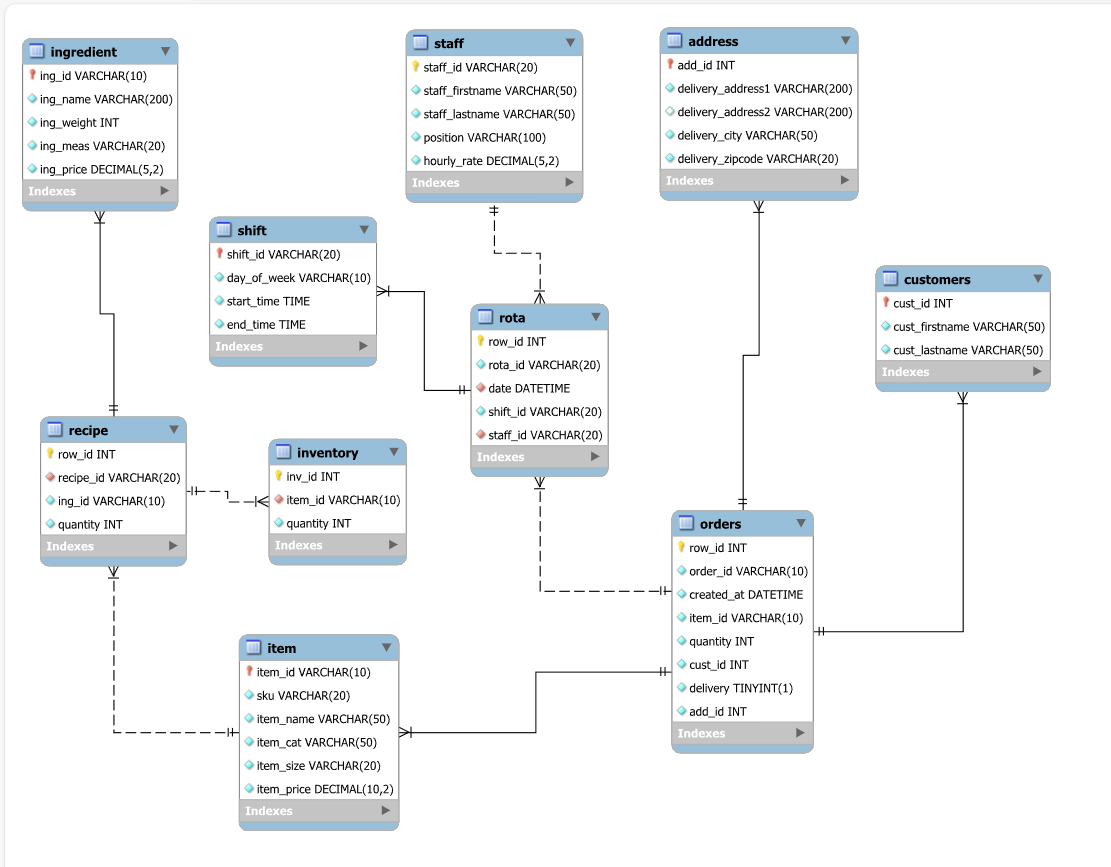 ingredient
ing_id VARCHAR(10)
ing_name VARCHAR(200)
ing_weight INT
ing_meas VARCHAR(20)
ing_price DECIMAL(5,2)
Indexes
staff
staff_id VARCHAR(20)
staff_firstname VARCHAR(50)
staff_lastname VARCHAR(50)
position VARCHAR(100)
hourly_rate DECIMAL(5,2)
Indexes
address
add_id INT
delivery_address1 VARCHAR(200)
delivery_address2 VARCHAR(200)
delivery_city VARCHAR(50)
delivery_zipcode VARCHAR(20)
Indexes
shift
shift_id VARCHAR(20)
day_of_week VARCHAR(10)
start_time TIME
end_time TIME
Indexes
customers
cust_id INT
cust_firstname VARCHAR(50)
cust_lastname VARCHAR(50)
Indexes
rota
row_id INT
rota_id VARCHAR(20)
date DATETIME
shift_id VARCHAR(20)
staff_id VARCHAR(20)
Indexes
recipe
row_id INT
recipe_id VARCHAR(20)
ing_id VARCHAR(10)
quantity INT
Indexes
inventory
inv_id INT
item_id VARCHAR(10)
quantity INT
Indexes
orders
row_id INT
order_id VARCHAR(10)
created_at DATETIME
item_id VARCHAR(10)
quantity INT
cust_id INT
delivery TINYINT(1)
add_id INT
Indexes
item
item_id VARCHAR(10)
sku VARCHAR(20)
item_name VARCHAR(50)
item_cat VARCHAR(50)
item_size VARCHAR(20)
item_price DECIMAL(10,2)
Indexes